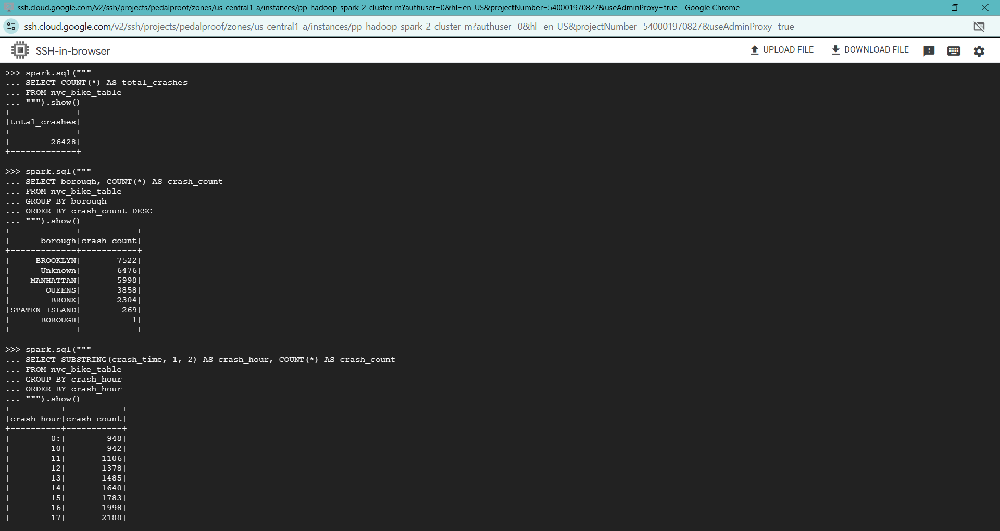 ssh.cloud.google.com/v2/ssh/projects/pedalproof/zones/us-central1-a/instances/pp-hadoop-spark-2-cluster-m?authuser=0&hl=en_US&projectNumber=540001970827&useAdminProxy=true - Google Chrome
ssh.cloud.google.com/v2/ssh/projects/pedalproof/zones/us-central1-a/instances/pp-hadoop-spark-2-cluster-m?authuser=0&hl=en_US&projectNumber=540001970827&useAdminProxy=true
SSH-in-browser UPLOAD FILE DOWNLOAD FILE
>>> spark.sql("""
... SELECT COUNT(*) AS total_crashes
... FROM nyc_bike_table
... """).show()
+-------------+
|total_crashes|
+-------------+
|        26428|
+-------------+
>>> spark.sql("""
... SELECT borough, COUNT(*) AS crash_count
... FROM nyc_bike_table
... GROUP BY borough
... ORDER BY crash_count DESC
... """).show()
+-------------+-----------+
|      borough|crash_count|
+-------------+-----------+
|     BROOKLYN|       7522|
|      Unknown|       6476|
|    MANHATTAN|       5998|
|       QUEENS|       3858|
|        BRONX|       2304|
|STATEN ISLAND|        269|
|      BOROUGH|          1|
+-------------+-----------+
>>> spark.sql("""
... SELECT SUBSTRING(crash_time, 1, 2) AS crash_hour, COUNT(*) AS crash_count
... FROM nyc_bike_table
... GROUP BY crash_hour
... ORDER BY crash_hour
... """).show()
+----------+-----------+
|crash_hour|crash_count|
+----------+-----------+
|        0:|        948|
|        10|        942|
|        11|       1106|
|        12|       1378|
|        13|       1485|
|        14|       1640|
|        15|       1783|
|        16|       1998|
|        17|       2188|